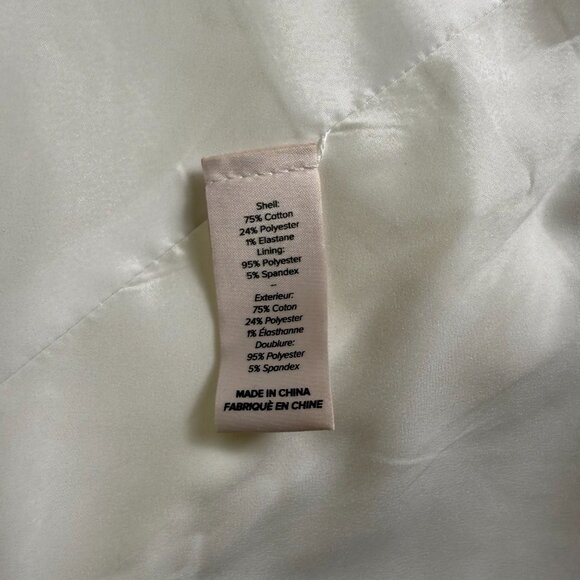 Shell:
75% Cotton
24% Polyester
1% Elastane
Lining:
95% Polyester
5% Spandex
--
Exterieur:
75% Coton
24% Polyester
1% Élasthanne
Doublure:
95% Polyester
5% Spandex
MADE IN CHINA
FABRIQUÈ EN CHINE